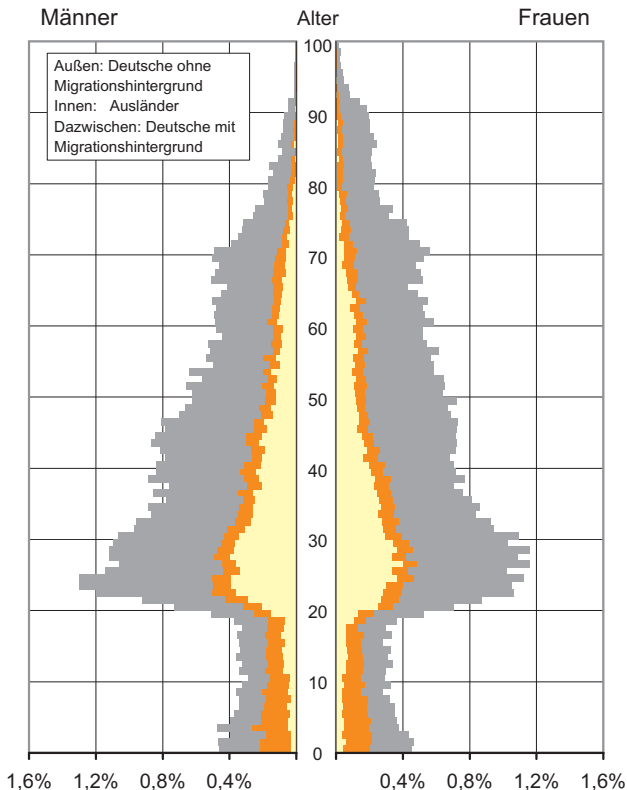 Männer Alter Frauen
100
Außen: Deutsche ohne
Migrationshintergrund
Innen: Ausländer
Dazwischen: Deutsche mit
Migrationshintergrund
90
80
70
60
50
40
30
20
10
0
1,6% 1,2% 0,8% 0,4% 0,4% 0,8% 1,2% 1,6%